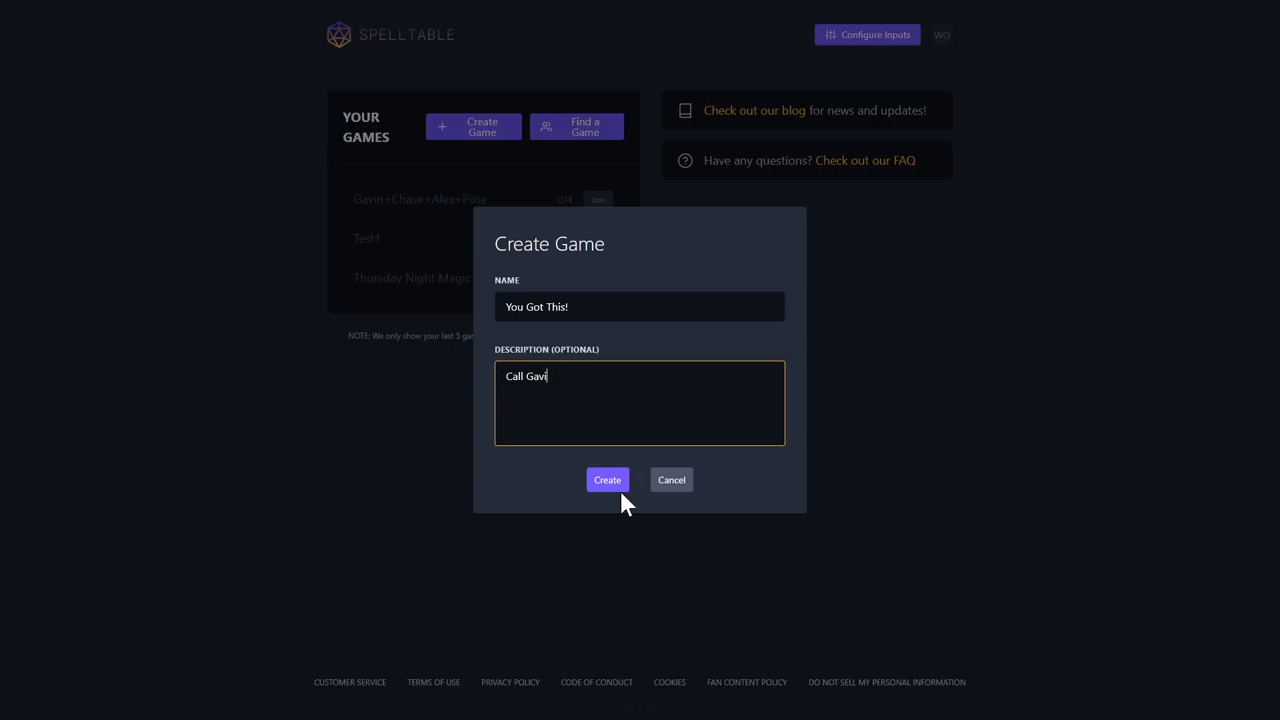 SPELLTABLE
Configure Inputs
WO
YOUR GAMES
Create Game
Find a Game
Check out our blog for news and updates!
Have any questions? Check out our FAQ
Gavin+Chase+Alex+Pixie
0/4
Join
Test1
Thursday Night Magic
NOTE: We only show your last 5 gam
Create Game
NAME
You Got This!
DESCRIPTION (OPTIONAL)
Call Gavi
Create
Cancel
CUSTOMER SERVICE
TERMS OF USE
PRIVACY POLICY
CODE OF CONDUCT
COOKIES
FAN CONTENT POLICY
DO NOT SELL MY PERSONAL INFORMATION